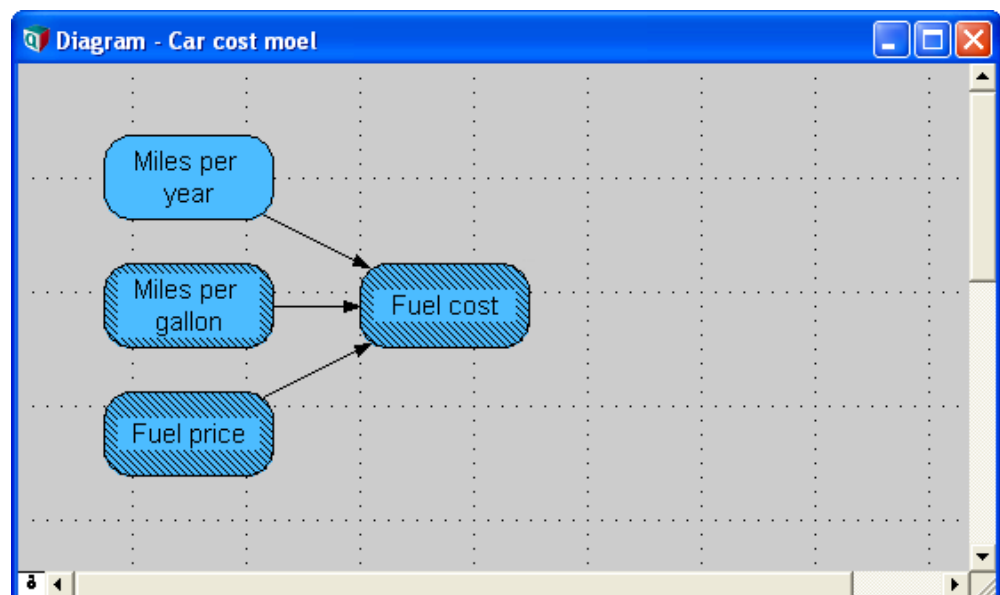 Diagram - Car cost moel
Miles per
year
Miles per
gallon
Fuel cost
Fuel price